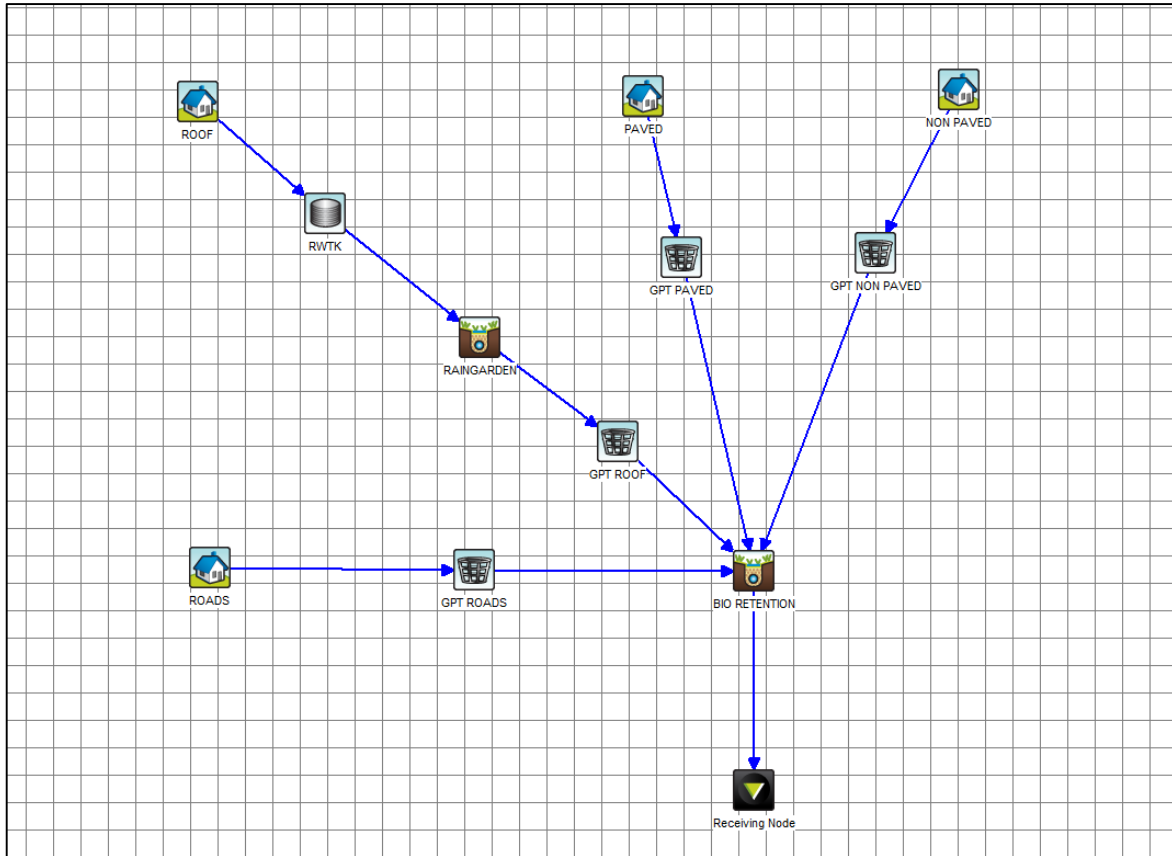 ROOF
PAVED
NON PAVED
RWTK
GPT PAVED
GPT NON PAVED
RAINGARDEN
GPT ROOF
ROADS
GPT ROADS
BIO RETENTION
Receiving Node